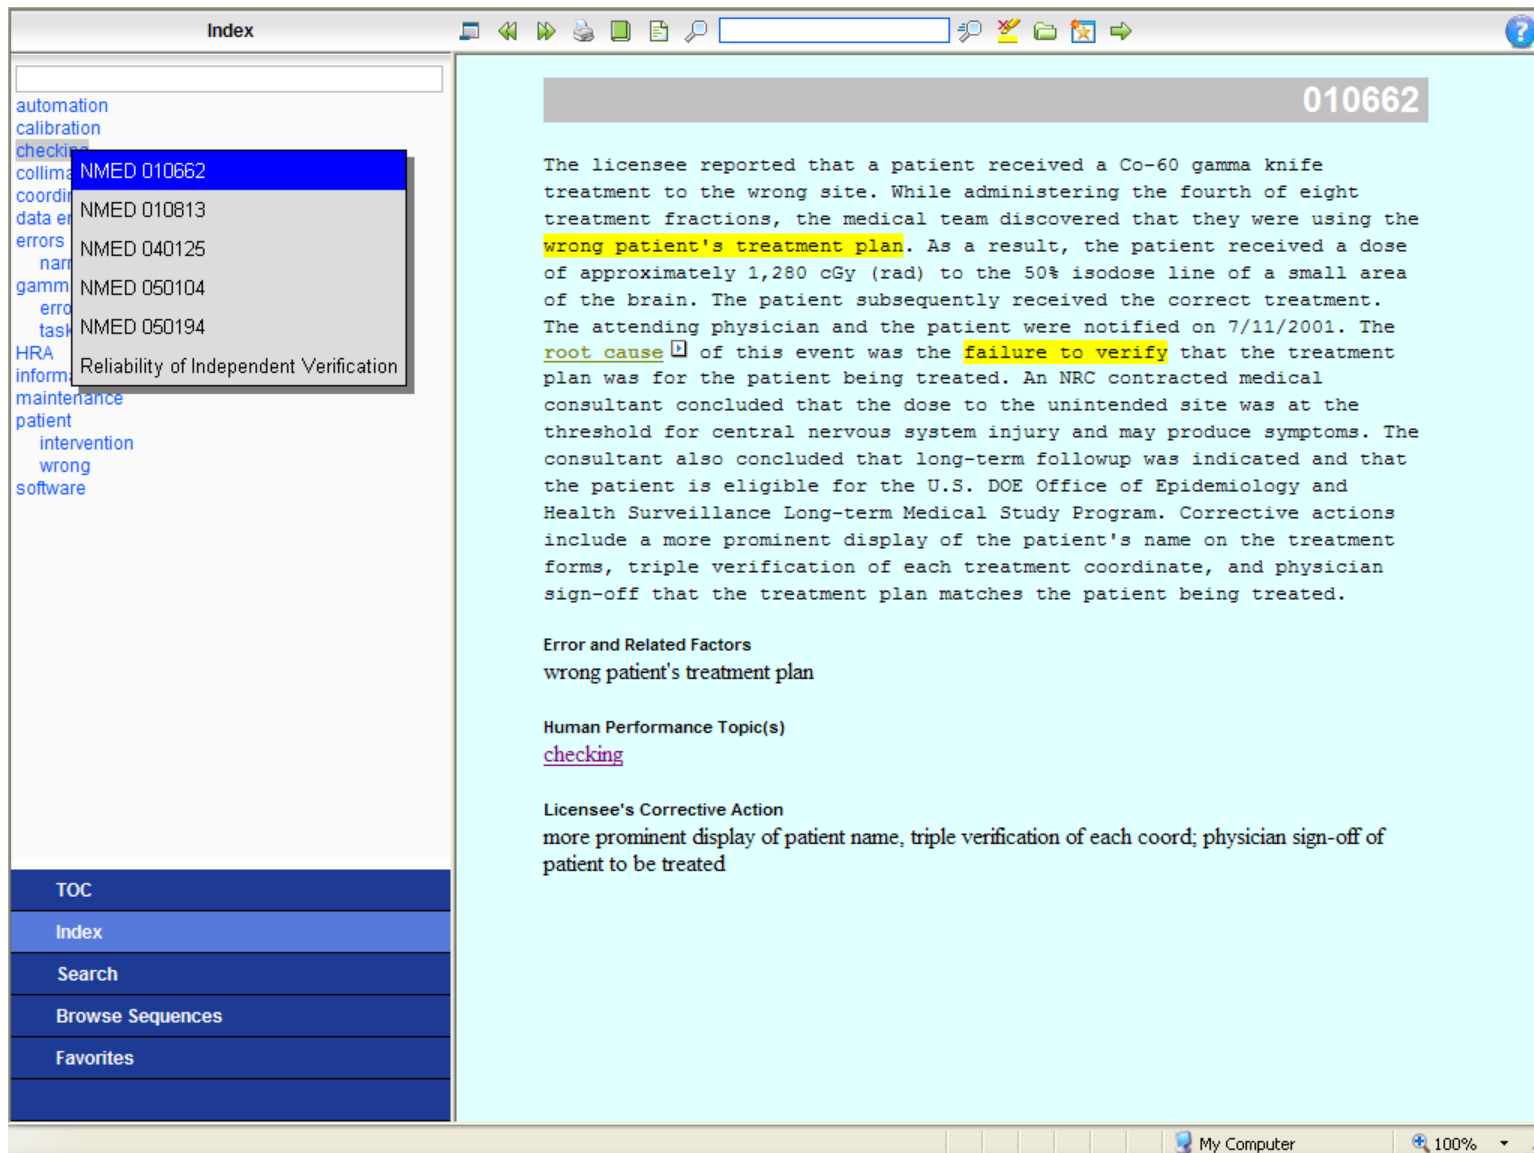 Index
automation
calibration
checking
NMED 010662
NMED 010813
NMED 040125
NMED 050104
NMED 050194
Reliability of Independent Verification
errors
HRA
maintenance
patient
intervention
wrong
software
TOC
Index
Search
Browse Sequences
Favorites
010662
The licensee reported that a patient received a Co-60 gamma knife
treatment to the wrong site. While administering the fourth of eight
treatment fractions, the medical team discovered that they were using the
wrong patient's treatment plan. As a result, the patient received a dose
of approximately 1,280 cGy (rad) to the 50% isodose line of a small area
of the brain. The patient subsequently received the correct treatment.
The attending physician and the patient were notified on 7/11/2001. The
root cause of this event was the failure to verify that the treatment
plan was for the patient being treated. An NRC contracted medical
consultant concluded that the dose to the unintended site was at the
threshold for central nervous system injury and may produce symptoms. The
consultant also concluded that long-term followup was indicated and that
the patient is eligible for the U.S. DOE Office of Epidemiology and
Health Surveillance Long-term Medical Study Program. Corrective actions
include a more prominent display of the patient's name on the treatment
forms, triple verification of each treatment coordinate, and physician
sign-off that the treatment plan matches the patient being treated.
Error and Related Factors
wrong patient's treatment plan
Human Performance Topic(s)
checking
Licensee's Corrective Action
more prominent display of patient name, triple verification of each coord; physician sign-off of
patient to be treated
My Computer
100%